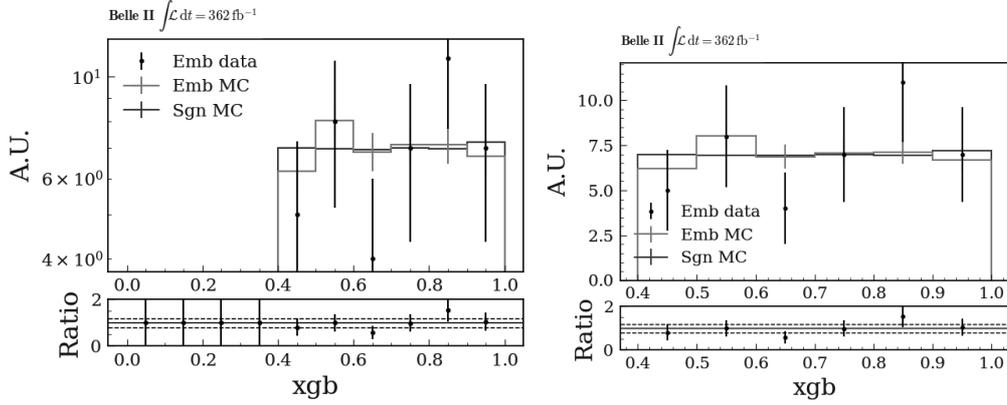 Belle II ∫ℒ dt = 362 fb⁻¹
Emb data
Emb MC
Sgn MC
10¹
6 × 10⁰
4 × 10⁰
A.U.
0.0 0.2 0.4 0.6 0.8 1.0
2
0
Ratio
0.0 0.2 0.4 0.6 0.8 1.0
xgb
Belle II ∫ℒ dt = 362 fb⁻¹
10.0
7.5
5.0
2.5
0.0
A.U.
Emb data
Emb MC
Sgn MC
0.4 0.5 0.6 0.7 0.8 0.9 1.0
2
0
Ratio
0.4 0.5 0.6 0.7 0.8 0.9 1.0
xgb